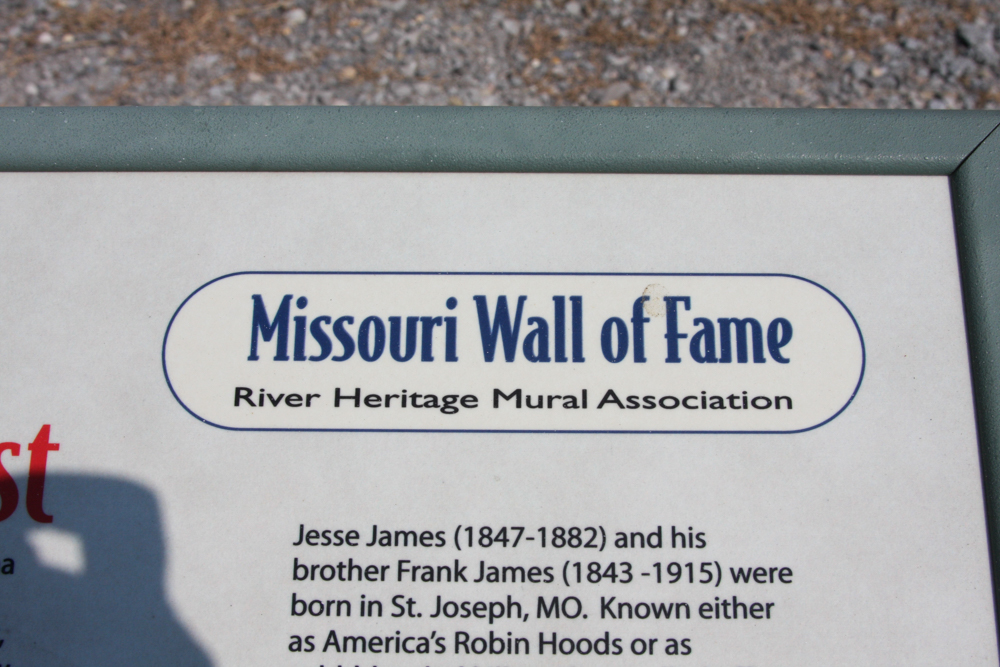 Missouri Wall of Fame
River Heritage Mural Association
st
a
Jesse James (1847-1882) and his
brother Frank James (1843 -1915) were
born in St. Joseph, MO. Known either
as America's Robin Hoods or as